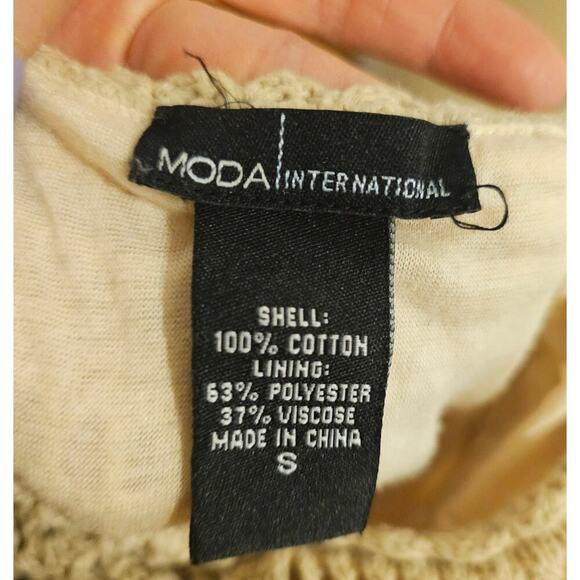 MODA INTERNATIONAL
SHELL:
100% COTTON
LINING:
63% POLYESTER
37% VISCOSE
MADE IN CHINA
S